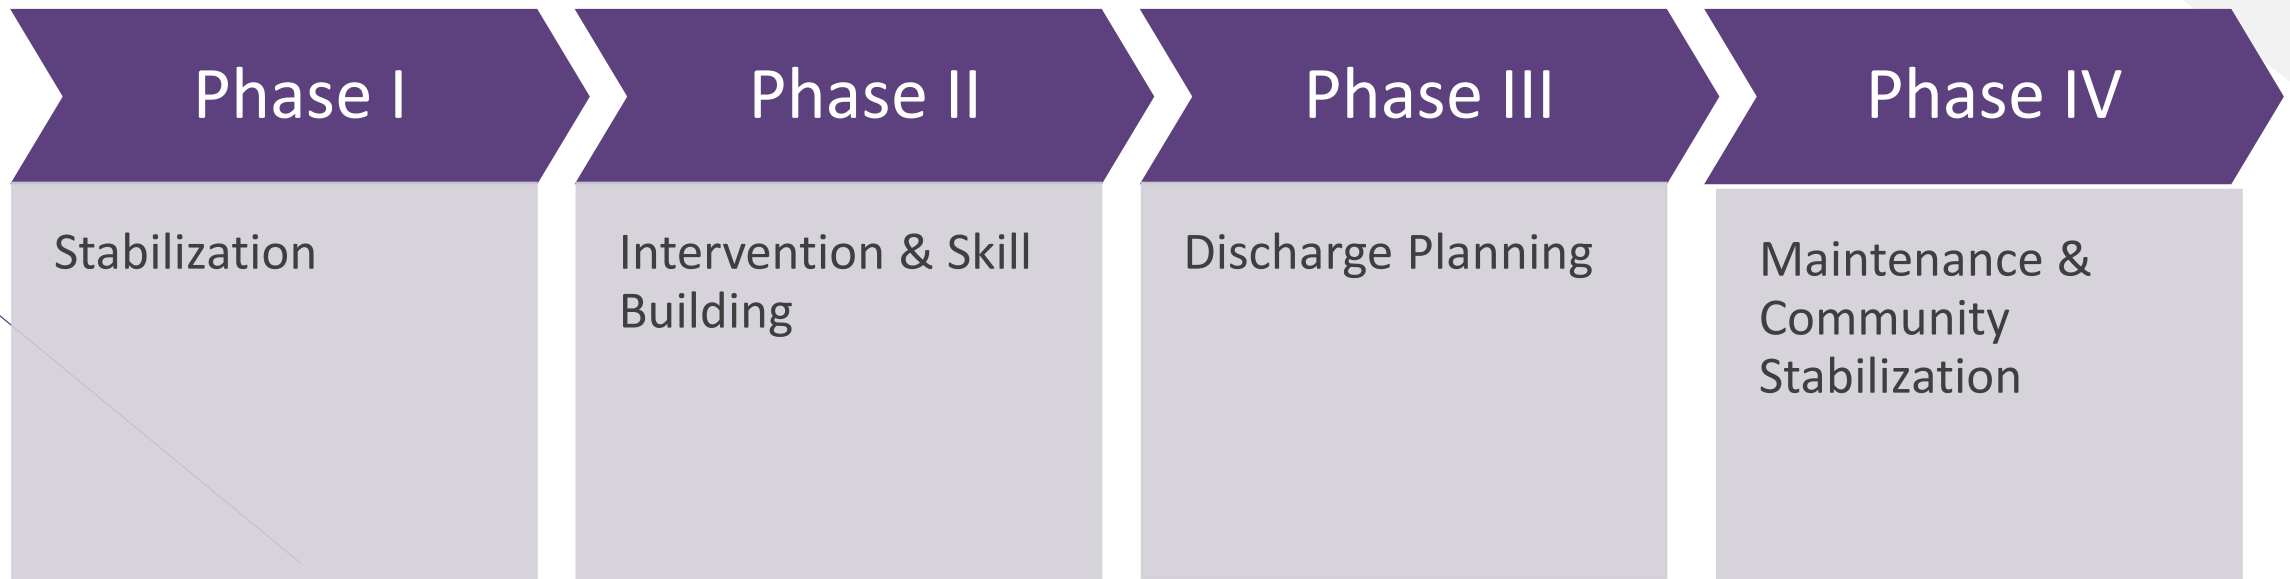 Phase I
Phase II
Phase III
Phase IV
Stabilization
Intervention & Skill
Building
Discharge Planning
Maintenance &
Community
Stabilization